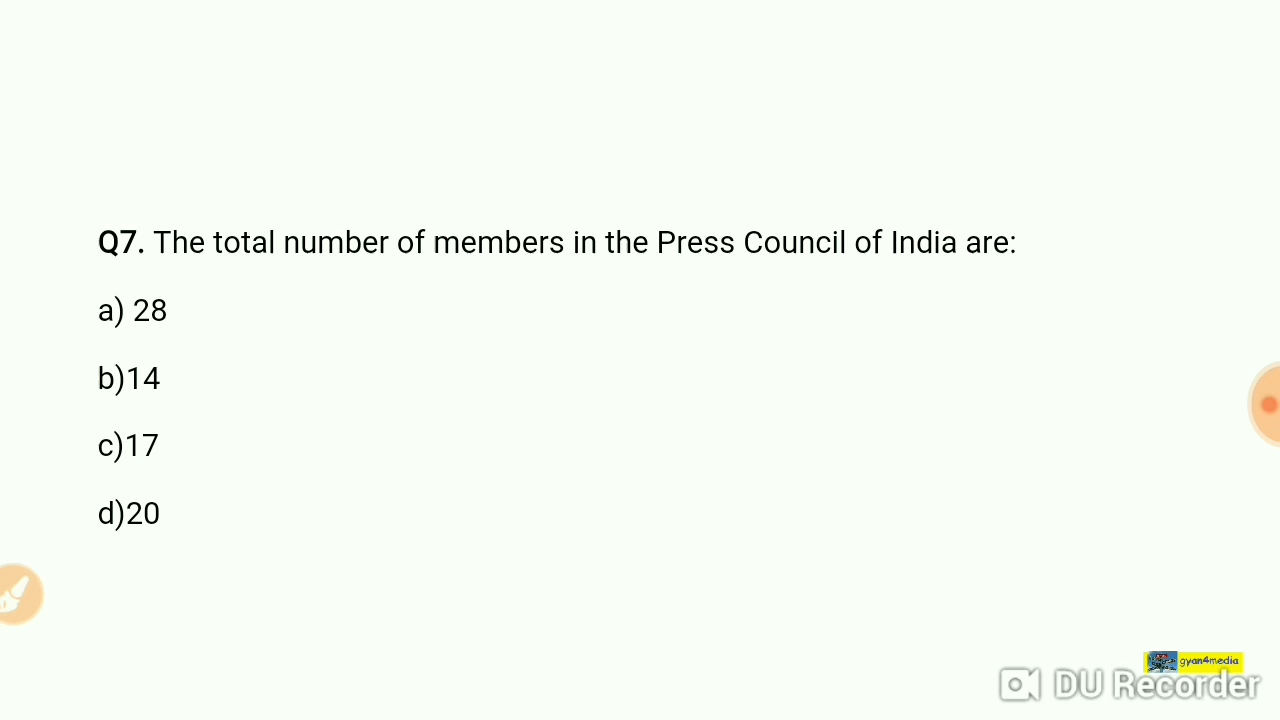 Q7. The total number of members in the Press Council of India are:
a) 28
b)14
c)17
d)20
gyan4media
DU Recorder